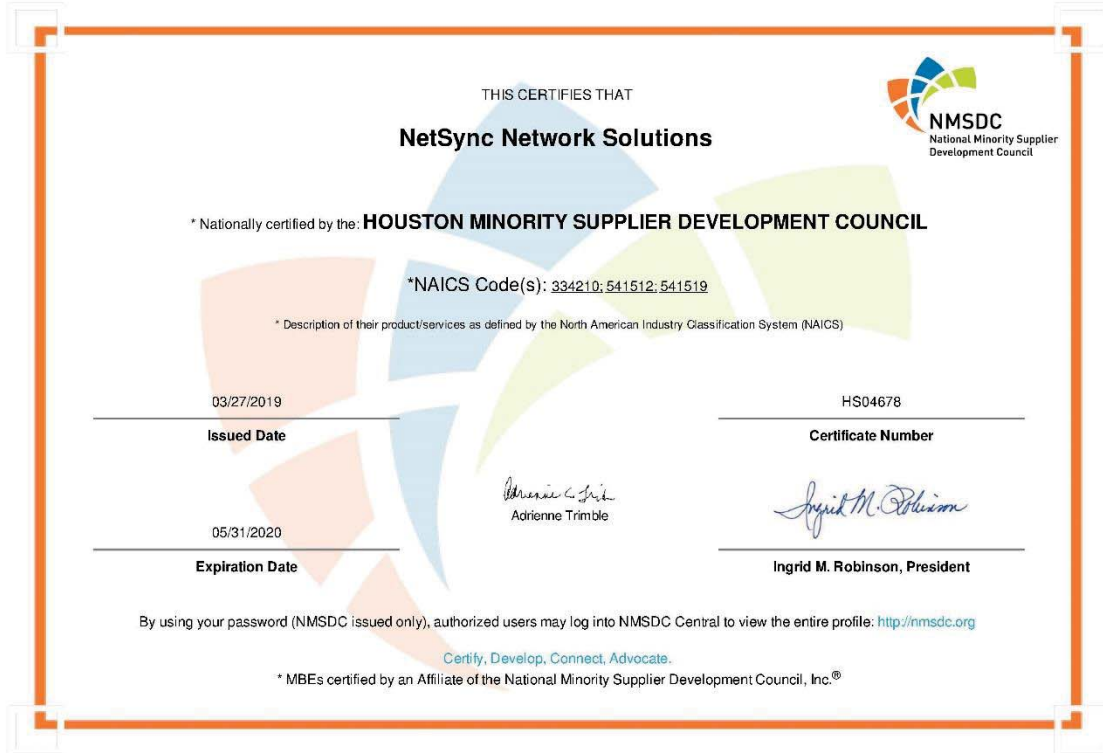 THIS CERTIFIES THAT
NetSync Network Solutions
NMSDC
National Minority Supplier
Development Council
* Nationally certified by the: HOUSTON MINORITY SUPPLIER DEVELOPMENT COUNCIL
*NAICS Code(s): 334210; 541512; 541519
* Description of their product/services as defined by the North American Industry Classification System (NAICS)
03/27/2019
Issued Date
HS04678
Certificate Number
Adrienne Trimble
Ingrid M. Robinson
05/31/2020
Expiration Date
Ingrid M. Robinson, President
By using your password (NMSDC issued only), authorized users may log into NMSDC Central to view the entire profile: http://nmsdc.org
Certify, Develop, Connect, Advocate.
* MBEs certified by an Affiliate of the National Minority Supplier Development Council, Inc.®